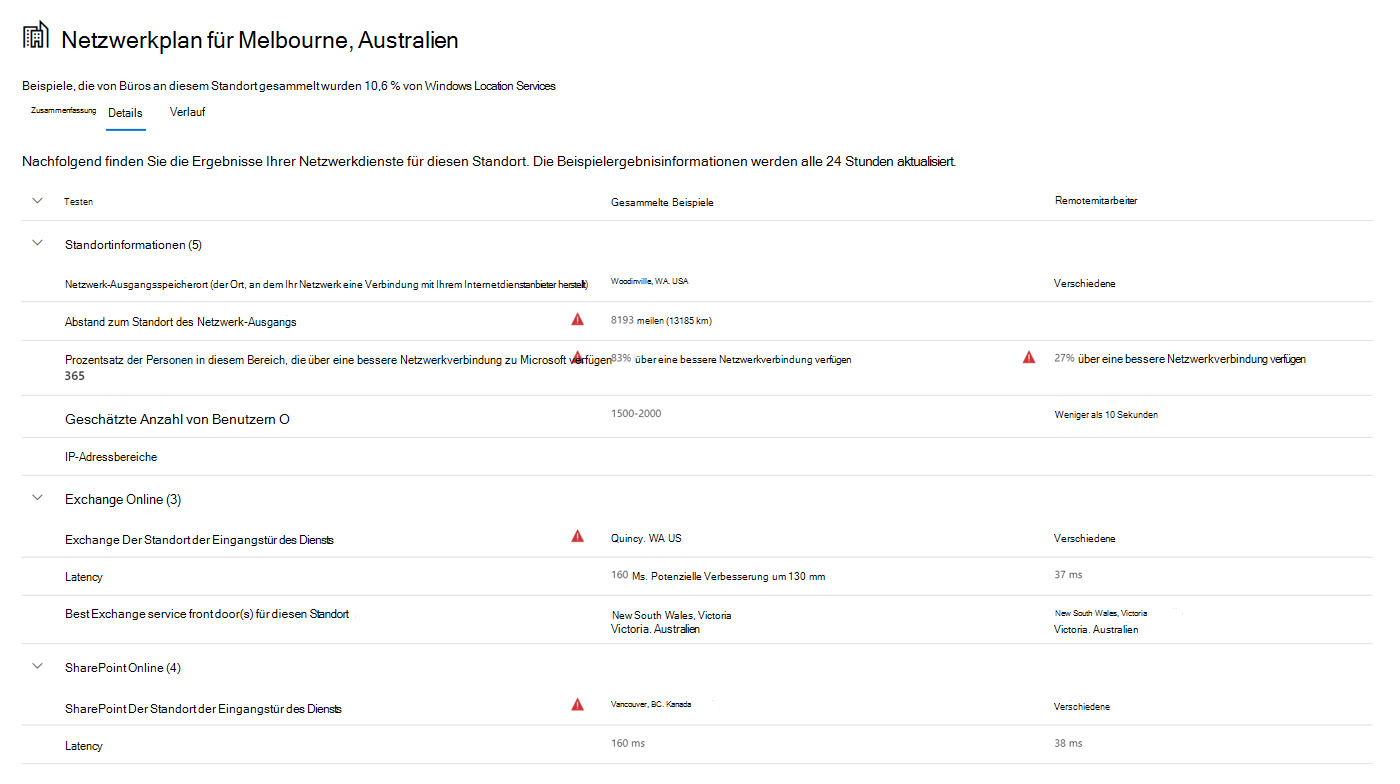 Netzwerkplan für Melbourne, Australien
Beispiele, die von Büros an diesem Standort gesammelt wurden 10,6 % von Windows Location Services
Zusammenfassung Details Verlauf
Nachfolgend finden Sie die Ergebnisse Ihrer Netzwerkdienste für diesen Standort. Die Beispielergebnisinformationen werden alle 24 Stunden aktualisiert.
Testen Gesammelte Beispiele Remotemitarbeiter
Standortinformationen (5)
Netzwerk-Ausgangsspeicherort (der Ort, an dem Ihr Netzwerk eine Verbindung mit Ihrem Internetdienstanbieter herstellt) Woodinville, WA. USA Verschiedene
Abstand zum Standort des Netzwerk-Ausgangs 8193 meilen (13185 km)
Prozentsatz der Personen in diesem Bereich, die über eine bessere Netzwerkverbindung zu Microsoft verfügen 83% über eine bessere Netzwerkverbindung verfügen 27% über eine bessere Netzwerkverbindung verfügen
365
Geschätzte Anzahl von Benutzern O 1500-2000 Weniger als 10 Sekunden
IP-Adressbereiche
Exchange Online (3)
Exchange Der Standort der Eingangstür des Diensts Quincy. WA US Verschiedene
Latency 160 Ms. Potenzielle Verbesserung um 130 mm 37 ms
Best Exchange service front door(s) für diesen Standort New South Wales, Victoria New South Wales, Victoria
Victoria. Australien Victoria. Australien
SharePoint Online (4)
SharePoint Der Standort der Eingangstür des Diensts Vancouver, BC. Kanada Verschiedene
Latency 160 ms 38 ms